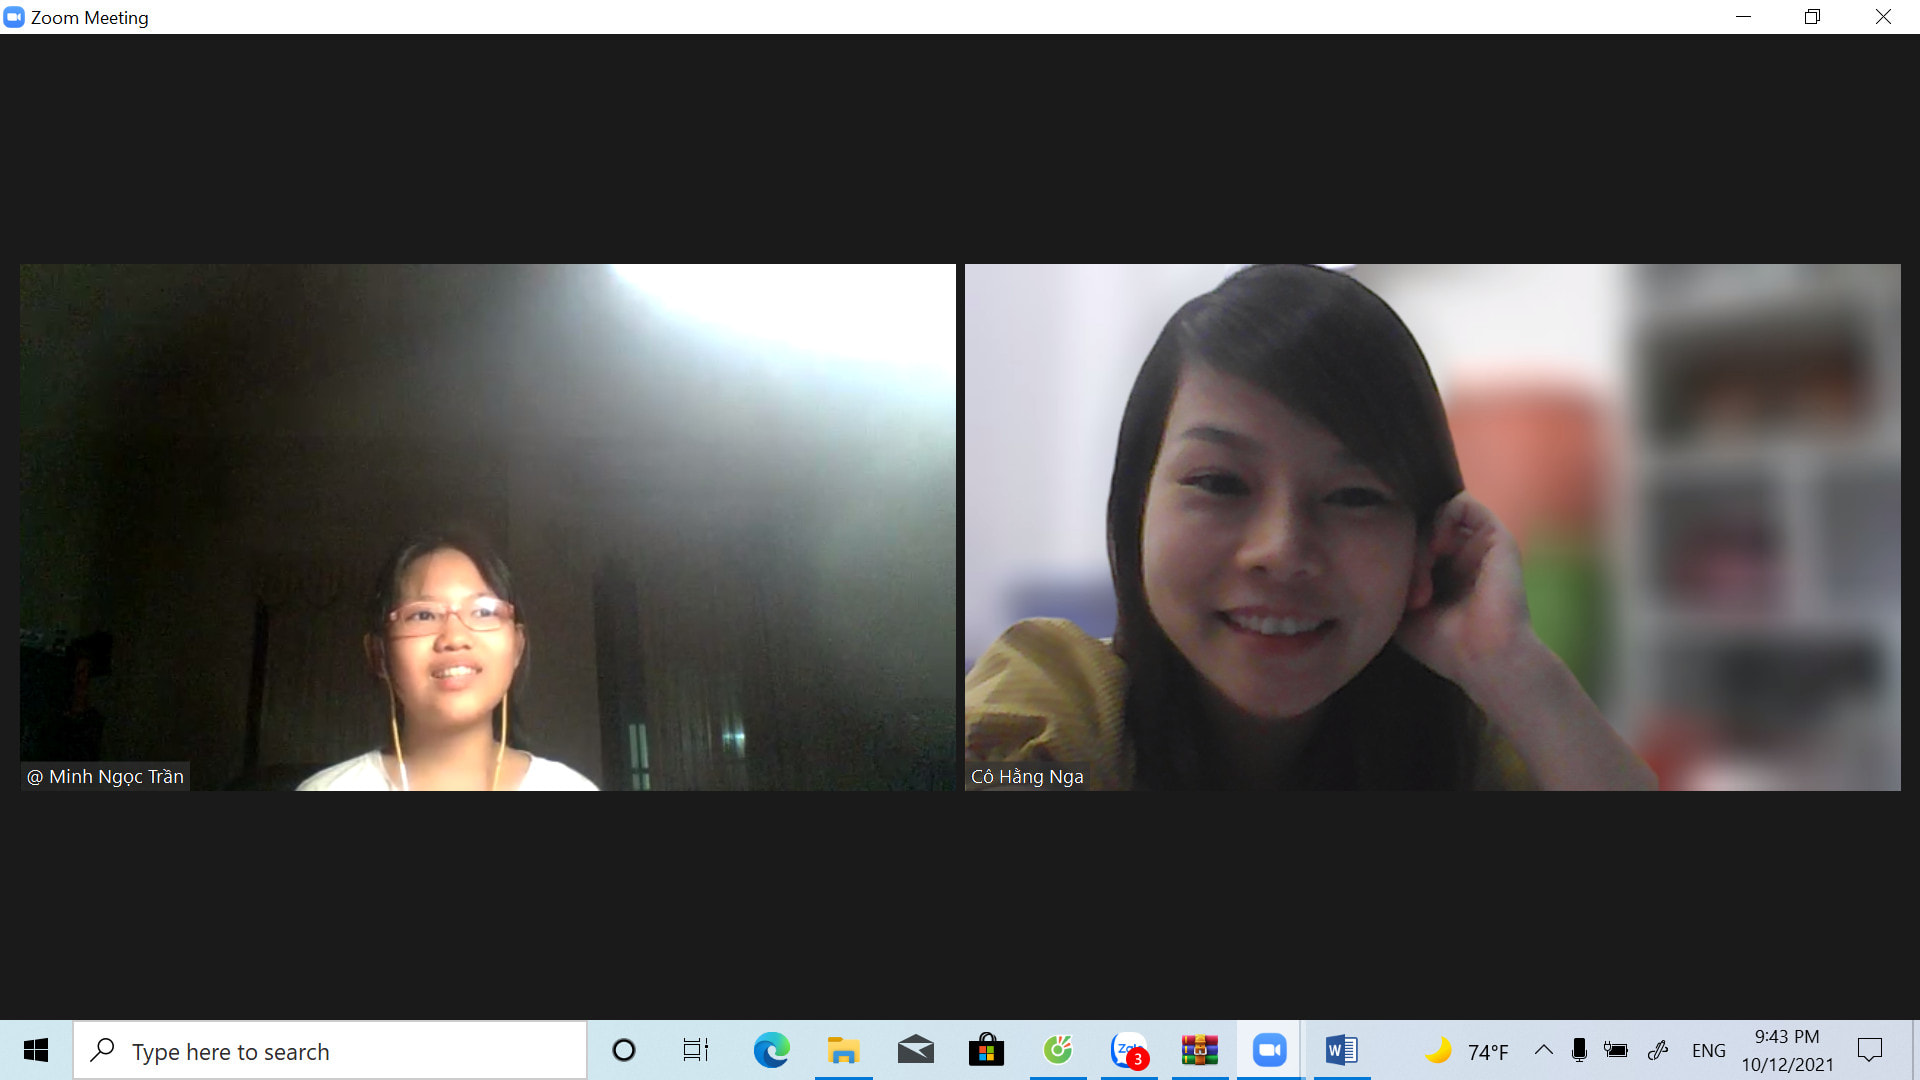 Zoom Meeting
@ Minh Ngọc Trần
Cô Hằng Nga
Type here to search
Zalo
3
74°F
ENG
9:43 PM
10/12/2021